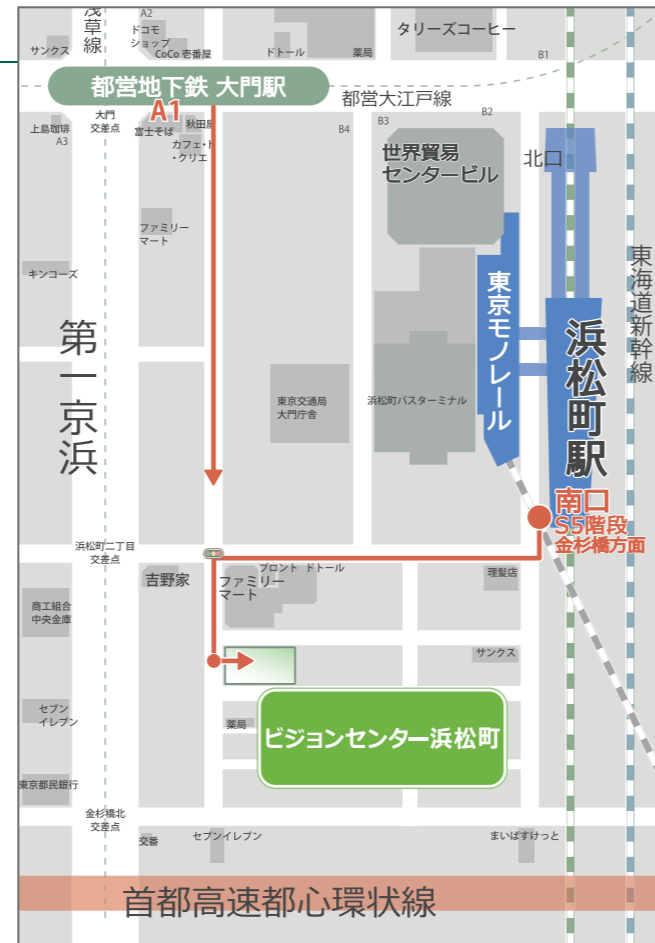 浅草線
A2
ドコモ
ショップ
サンクス
CoCo 壱番屋
ドトール
薬局
タリーズコーヒー
B1
都営地下鉄 大門駅
都営大江戸線
A1
大門
交差点
上島珈琲
A3
富士そば
秋田屋
カフェ・ド
・クリエ
B4
B3
B2
世界貿易
センタービル
北口
ファミリー
マート
キンコーズ
第一京浜
東京モノレール
浜松町駅
東海道新幹線
東京交通局
大門庁舎
浜松町バスターミナル
南口
S5階段
金杉橋方面
浜松町二丁目
交差点
吉野家
ファミリー
マート
プロント
ドトール
理髪店
商工組合
中央金庫
サンクス
セブン
イレブン
薬局
ビジョンセンター浜松町
東京都民銀行
金杉橋北
交差点
交番
セブンイレブン
まいばすけっと
首都高速都心環状線